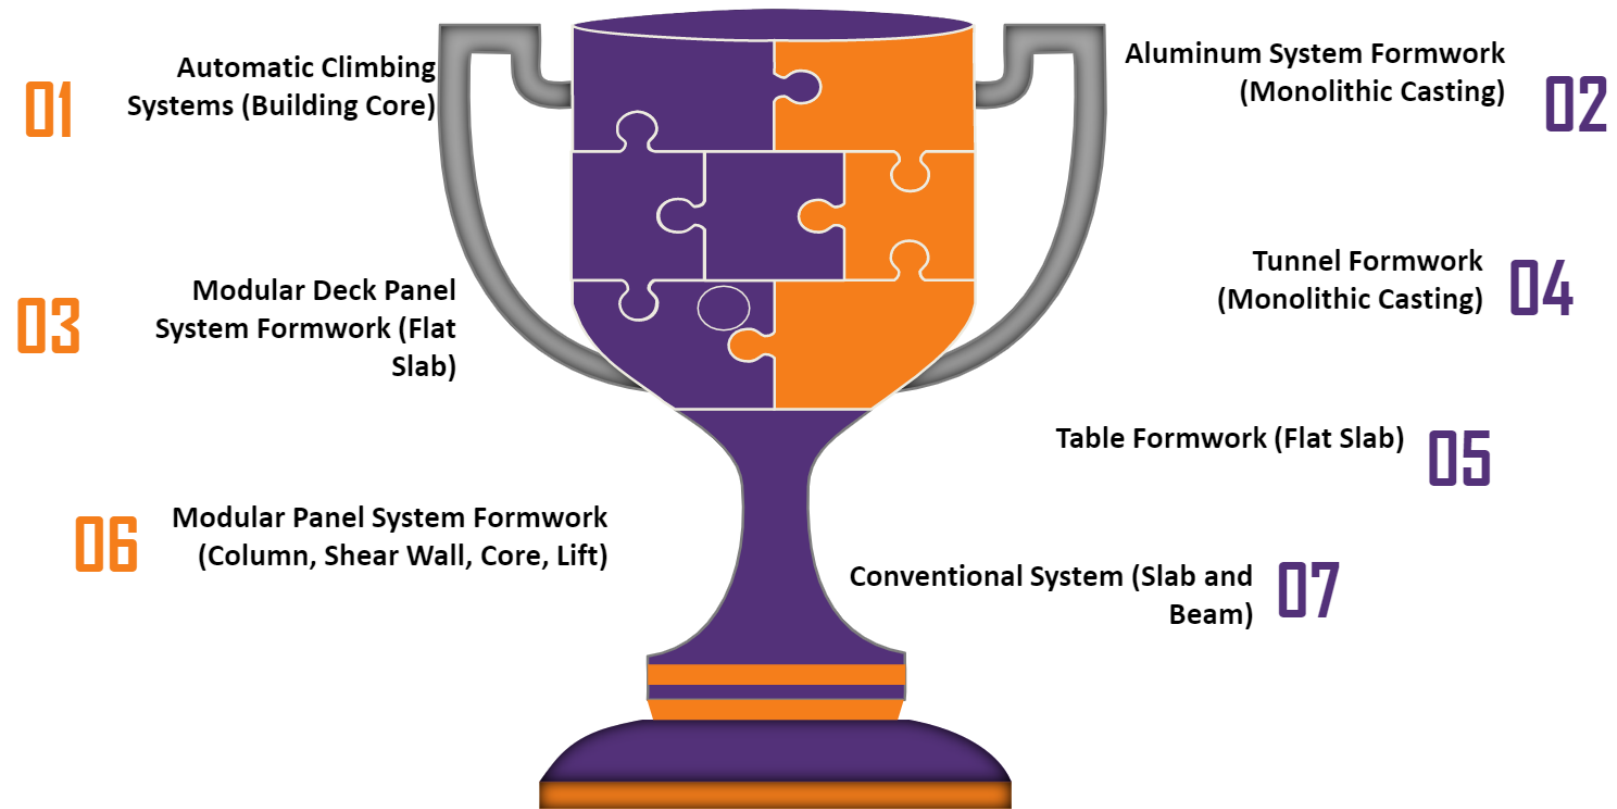 01
Automatic Climbing
Systems (Building Core)
Aluminum System Formwork
(Monolithic Casting)
02
03
Modular Deck Panel
System Formwork (Flat
Slab)
Tunnel Formwork
(Monolithic Casting)
04
Table Formwork (Flat Slab)
05
06
Modular Panel System Formwork
(Column, Shear Wall, Core, Lift)
Conventional System (Slab and
Beam)
07